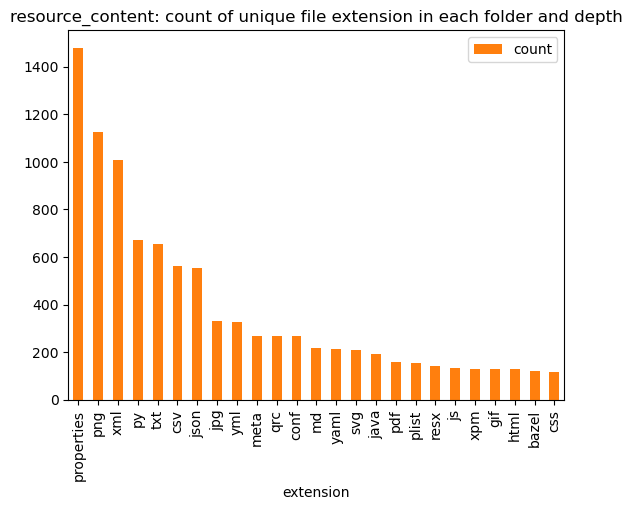 resource_content: count of unique file extension in each folder and depth
count
1400
1200
1000
800
600
400
200
0
properties
png
xml
py
txt
csv
json
jpg
yml
meta
qrc
conf
md
yaml
svg
java
pdf
plist
resx
js
xpm
gif
html
bazel
css
extension